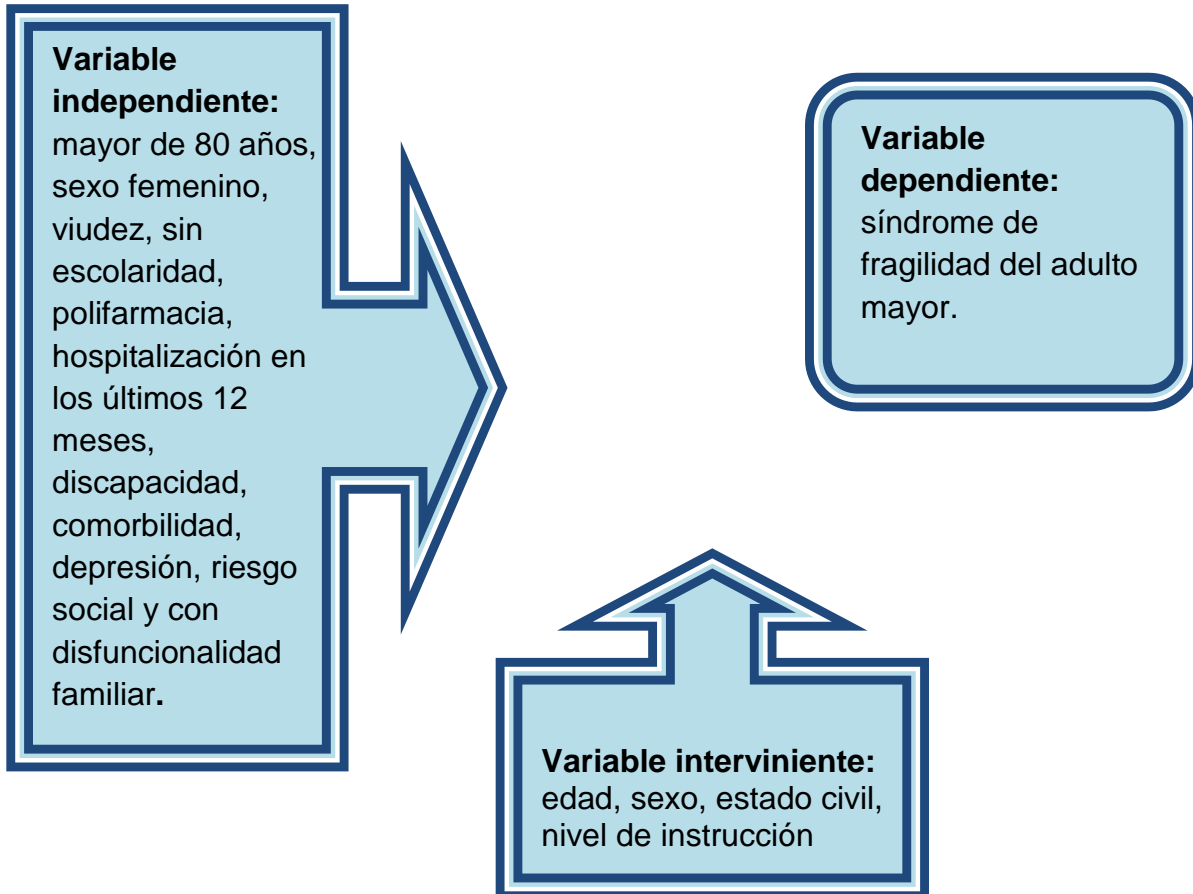 Variable
independiente:
mayor de 80 años,
sexo femenino,
viudez, sin
escolaridad,
polifarmacia,
hospitalización en
los últimos 12
meses,
discapacidad,
comorbilidad,
depresión, riesgo
social y con
disfuncionalidad
familiar.
Variable
dependiente:
síndrome de
fragilidad del adulto
mayor.
Variable interviniente:
edad, sexo, estado civil,
nivel de instrucción